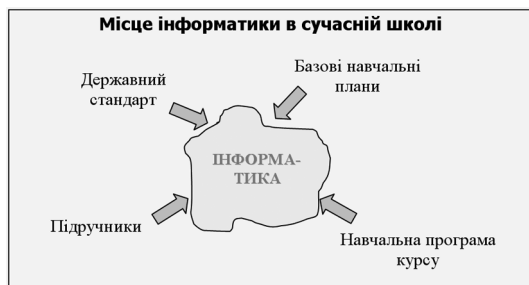 Місце інформатики в сучасній школі
Державний
стандарт
Базові навчальні
плани
ІНФОРМА-
ТИКА
Підручники
Навчальна програма
курсу